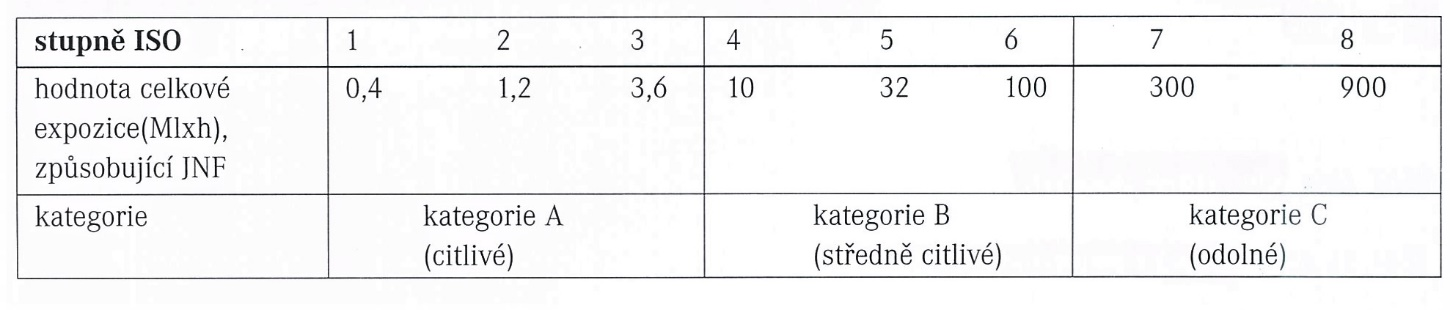 stupně ISO 1 2 3 4 5 6 7 8
hodnota celkové 0,4 1,2 3,6 10 32 100 300 900
expozice(Mlxh),
způsobující JNF
kategorie kategorie A kategorie B kategorie C
(citlivé) (středně citlivé) (odolné)